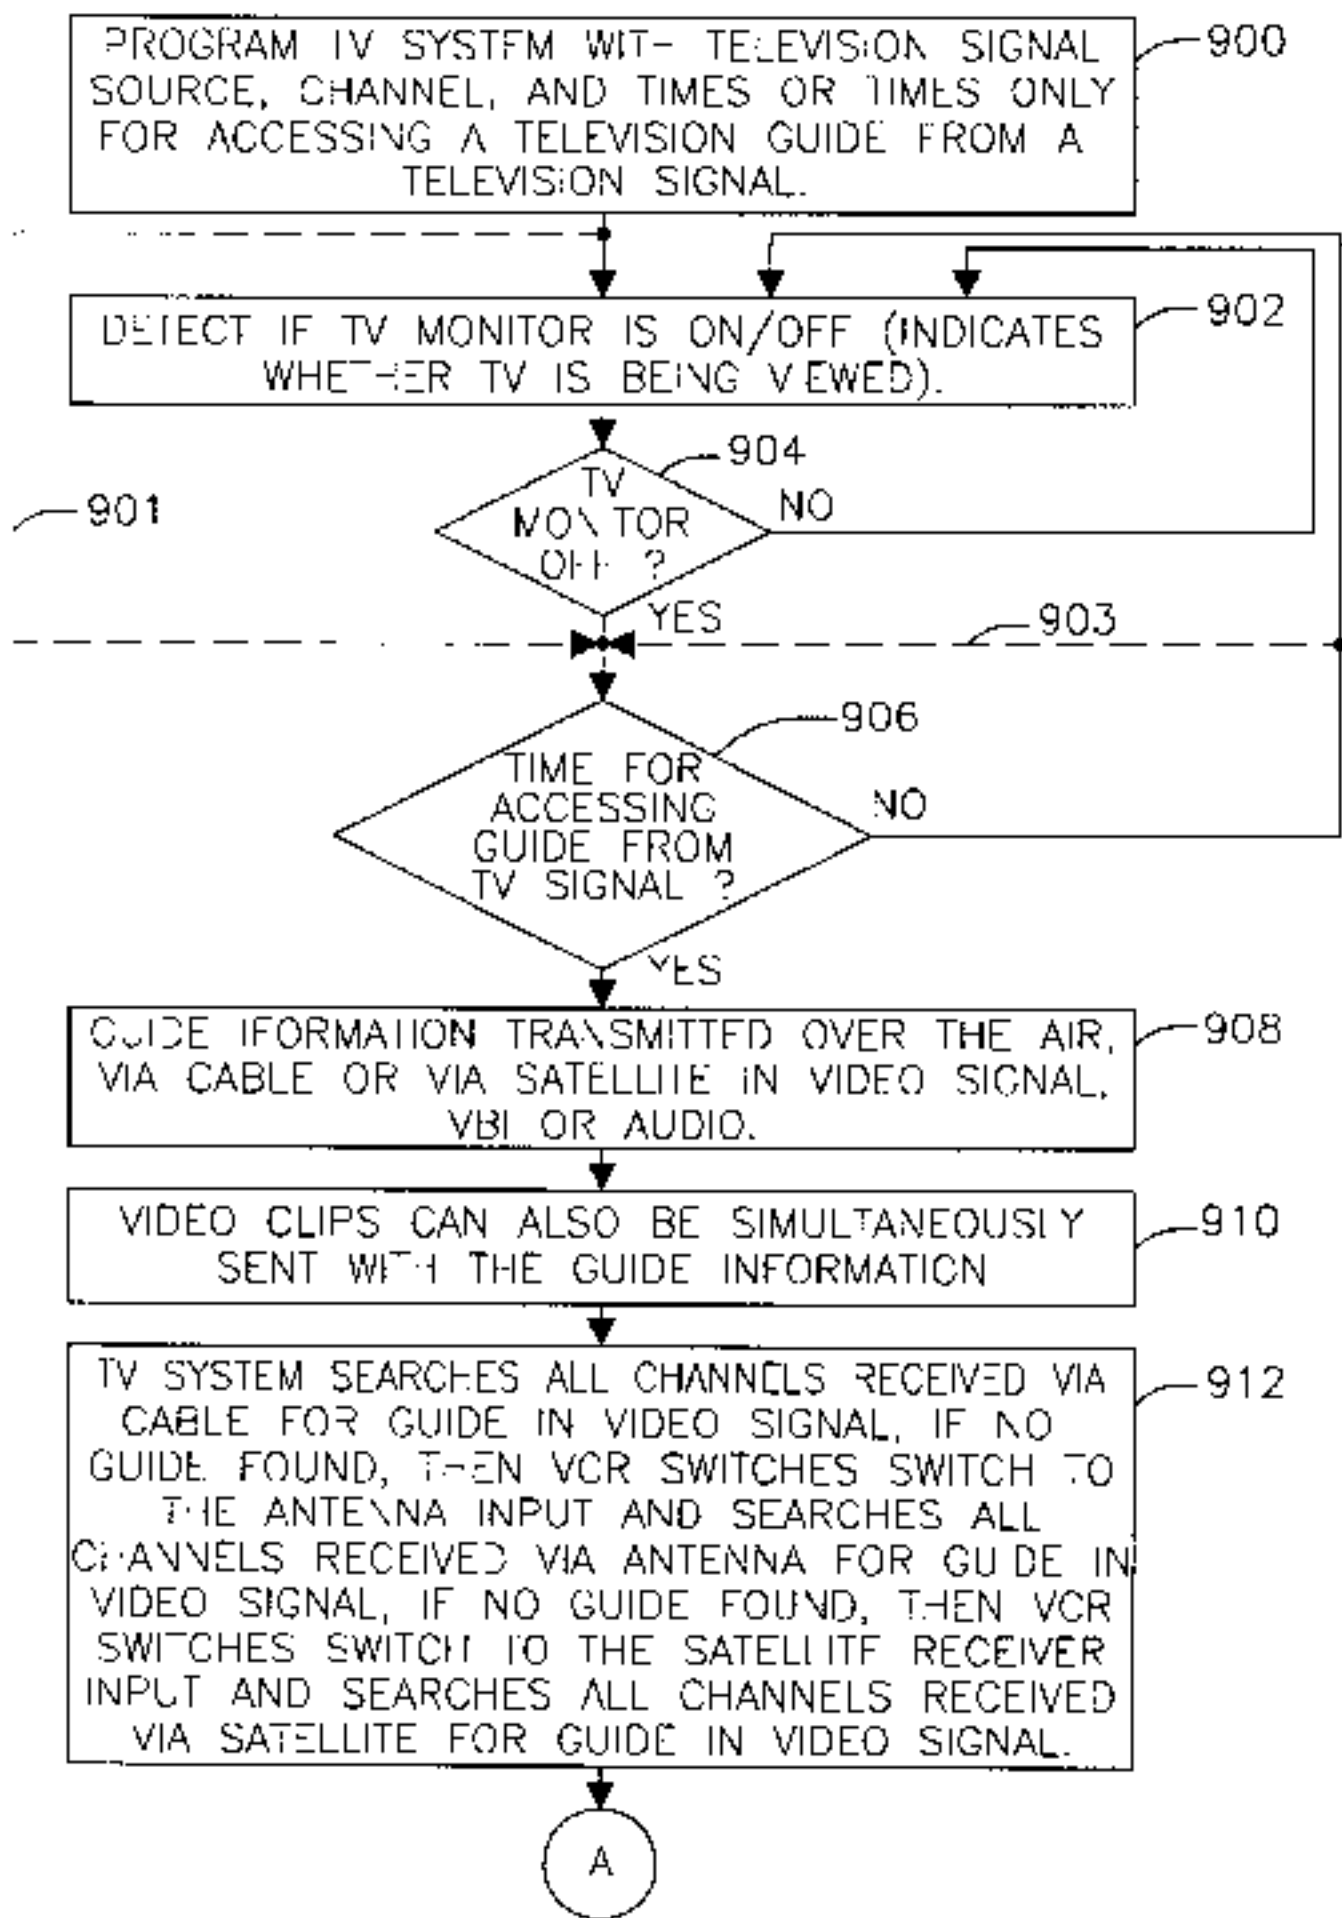 PROGRAM TV SYSTEM WITH TELEVISION SIGNAL
SOURCE, CHANNEL, AND TIMES OR TIMES ONLY
FOR ACCESSING A TELEVISION GUIDE FROM A
TELEVISION SIGNAL.
900
DETECT IF TV MONITOR IS ON/OFF (INDICATES
WHETHER TV IS BEING VIEWED).
902
904
TV
MONITOR
OFF ?
NO
901
YES
903
906
TIME FOR
ACCESSING
GUIDE FROM
TV SIGNAL ?
NO
YES
GUIDE IFORMATION TRANSMITTED OVER THE AIR,
VIA CABLE OR VIA SATELLITE IN VIDEO SIGNAL,
VBI OR AUDIO.
908
VIDEO CLIPS CAN ALSO BE SIMULTANEOUSLY
SENT WITH THE GUIDE INFORMATION
910
TV SYSTEM SEARCHES ALL CHANNELS RECEIVED VIA
CABLE FOR GUIDE IN VIDEO SIGNAL, IF NO
GUIDE FOUND, THEN VCR SWITCHES SWITCH TO
THE ANTENNA INPUT AND SEARCHES ALL
CHANNELS RECEIVED VIA ANTENNA FOR GUIDE IN
VIDEO SIGNAL, IF NO GUIDE FOUND, THEN VCR
SWITCHES SWITCH TO THE SATELLITE RECEIVER
INPUT AND SEARCHES ALL CHANNELS RECEIVED
VIA SATELLITE FOR GUIDE IN VIDEO SIGNAL.
912
A